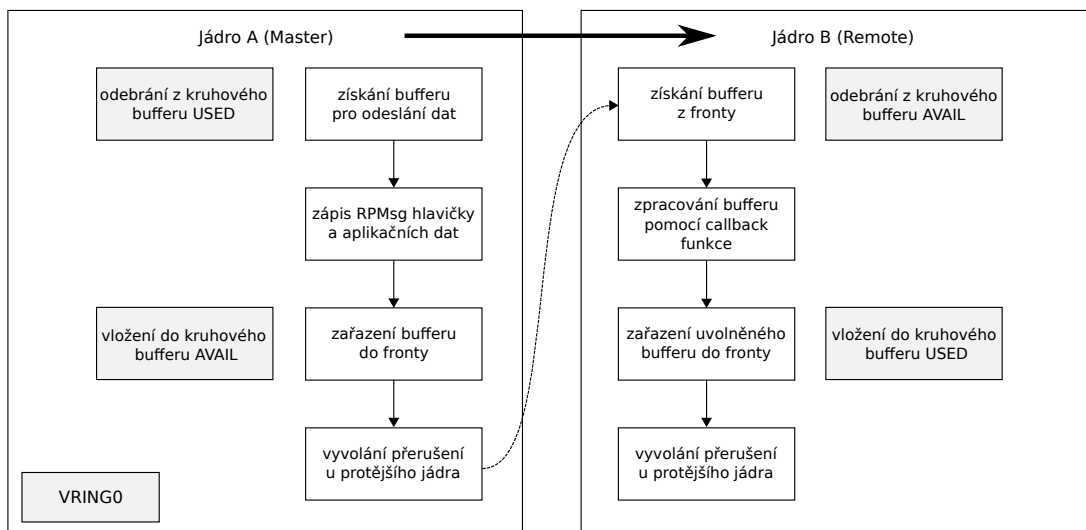 Jádro A (Master)
odebrání z kruhového
bufferu USED
získání bufferu
pro odeslání dat
zápis RPMsg hlavičky
a aplikačních dat
vložení do kruhového
bufferu AVAIL
zařazení bufferu
do fronty
vyvolání přerušení
u protějšího jádra
VRING0
Jádro B (Remote)
získání bufferu
z fronty
odebrání z kruhového
bufferu AVAIL
zpracování bufferu
pomocí callback
funkce
zařazení uvolněného
bufferu do fronty
vložení do kruhového
bufferu USED
vyvolání přerušení
u protějšího jádra